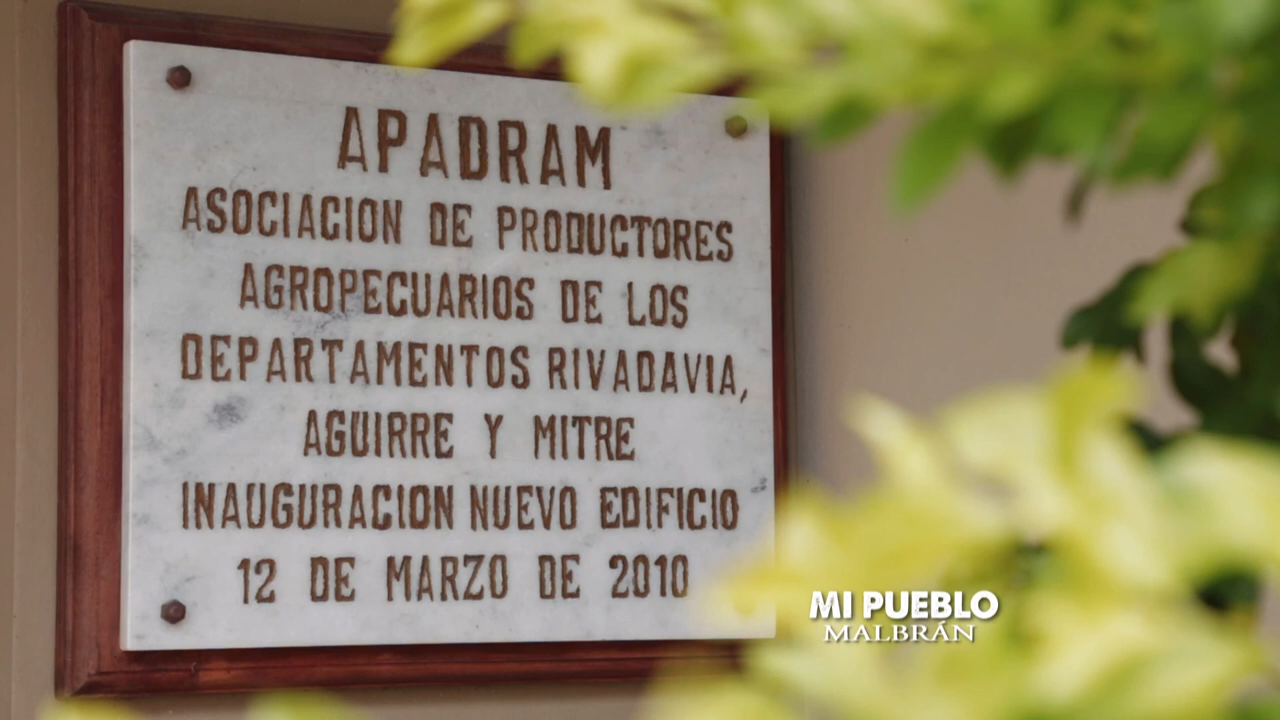 APADRAM
ASOCIACION DE PRODUCTORES
AGROPECUARIOS DE LOS
DEPARTAMENTOS RIVADAVIA,
AGUIRRE Y MITRE
INAUGURACION NUEVO EDIFICIO
12 DE MARZO DE 2010
MI PUEBLO
MALBRÁN